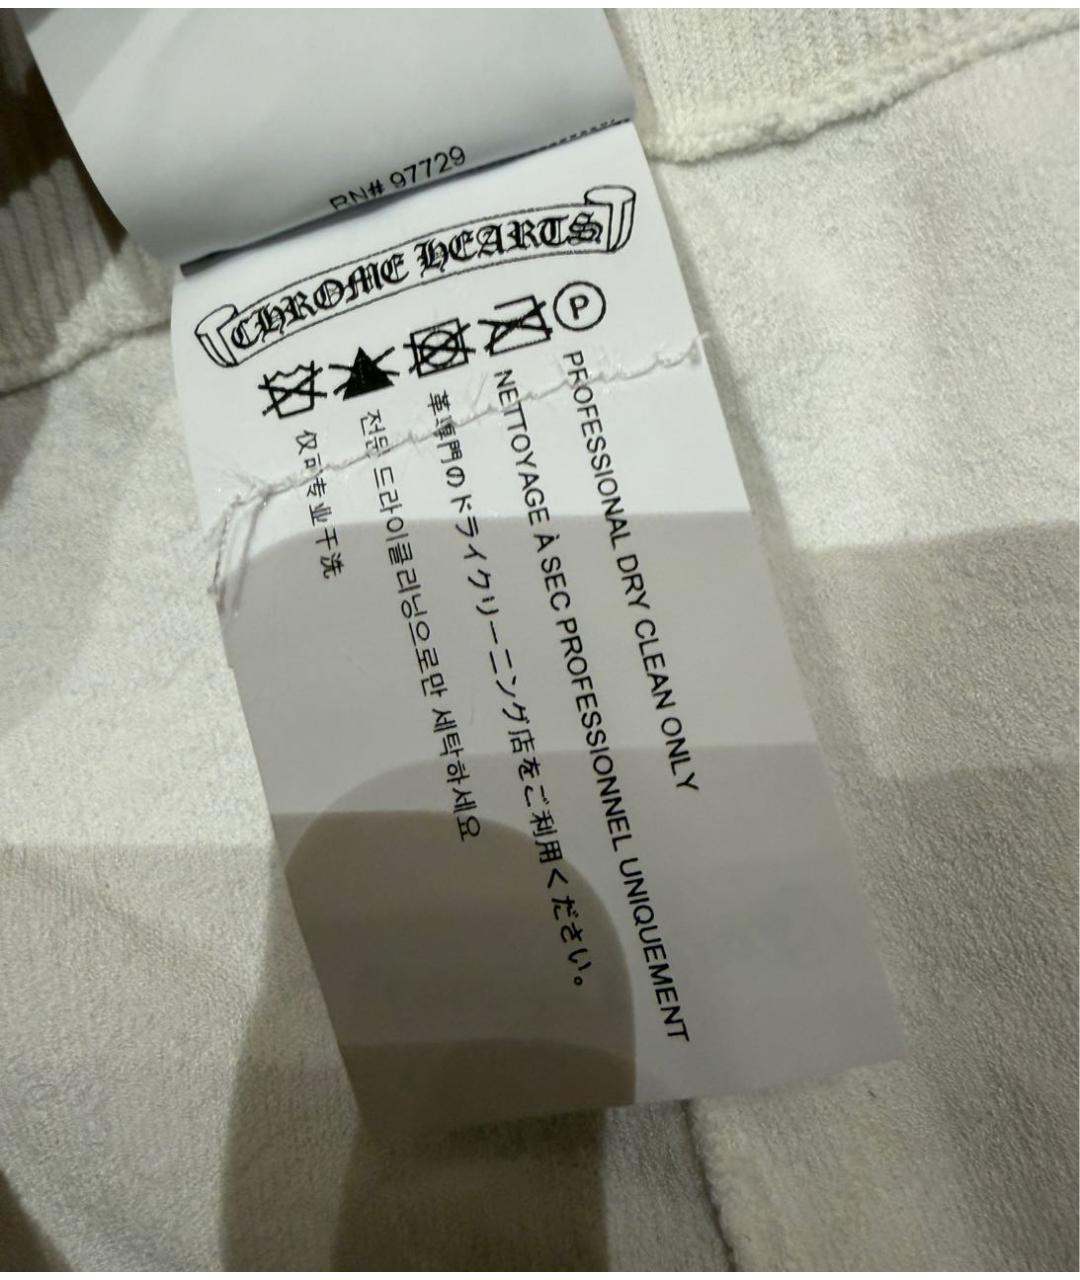 RN# 97729
CHROME HEARTS
P
PROFESSIONAL DRY CLEAN ONLY
NETTOYAGE À SEC PROFESSIONNEL UNIQUEMENT
革専門のドライクリーニング店をご利用ください。
전문 드라이클리닝으로만 세탁하세요
仅可专业干洗